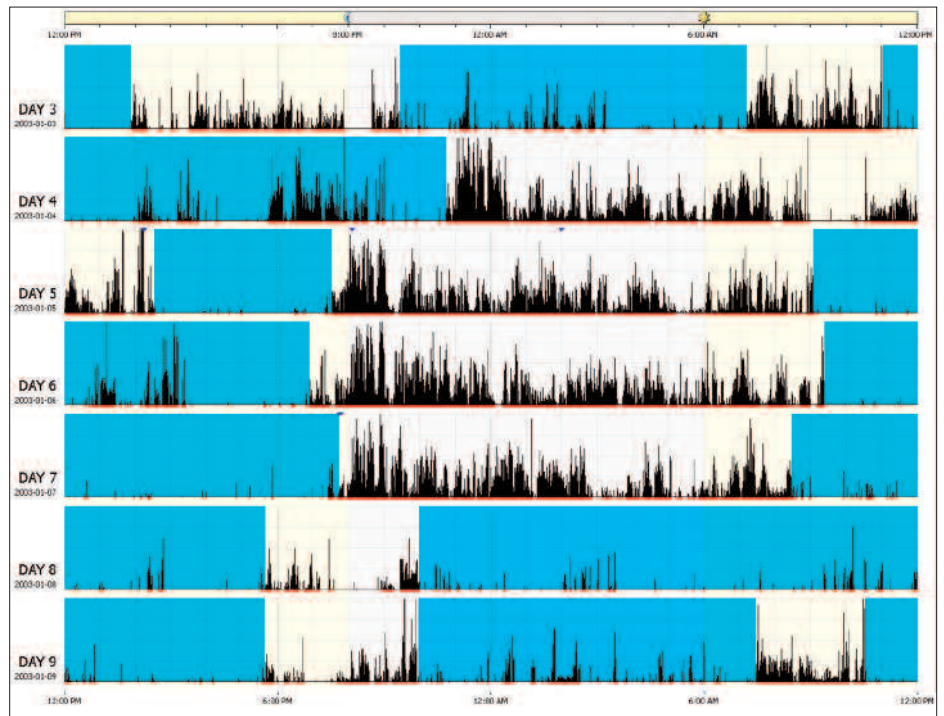 12:00 PM 8:00 PM 12:00 AM 6:00 AM 12:00 PM
DAY 3
2003-01-03
DAY 4
2003-01-04
DAY 5
2003-01-05
DAY 6
2003-01-06
DAY 7
2003-01-07
DAY 8
2003-01-08
DAY 9
2003-01-09
12:00 PM 6:00 PM 12:00 AM 6:00 AM 12:00 PM